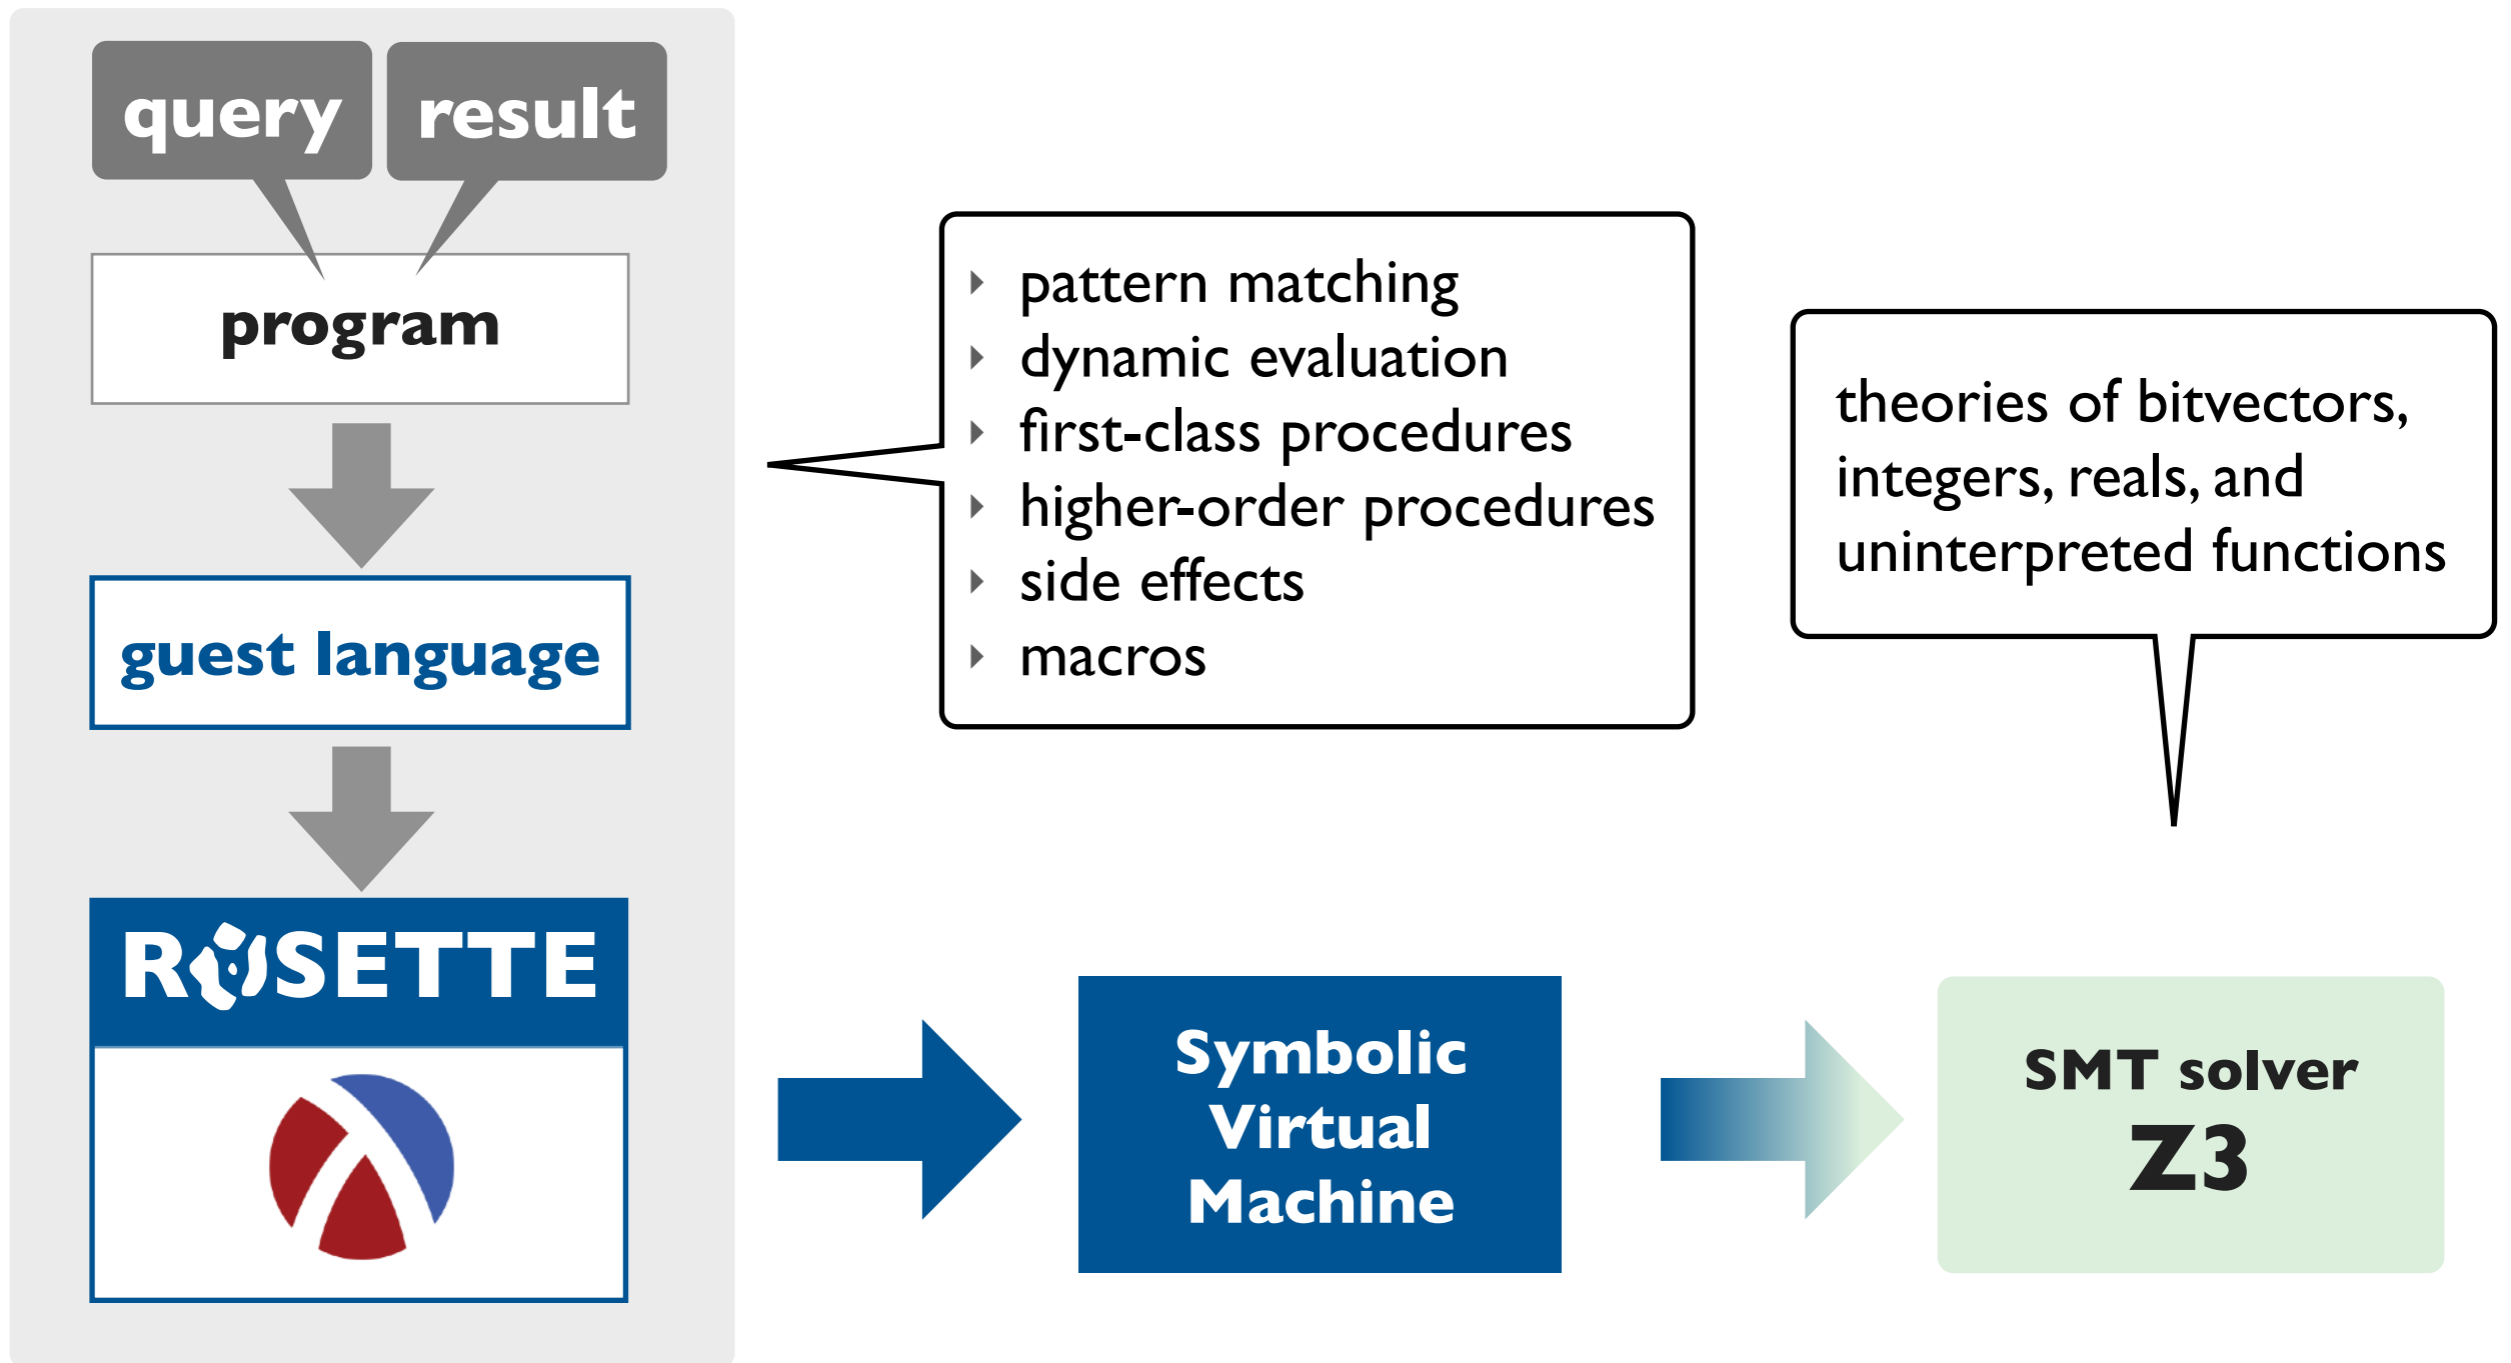 query
result
program
guest language
ROSETTE
pattern matching
dynamic evaluation
first-class procedures
higher-order procedures
side effects
macros
theories of bitvectors,
integers, reals, and
uninterpreted functions
Symbolic
Virtual
Machine
SMT solver
Z3